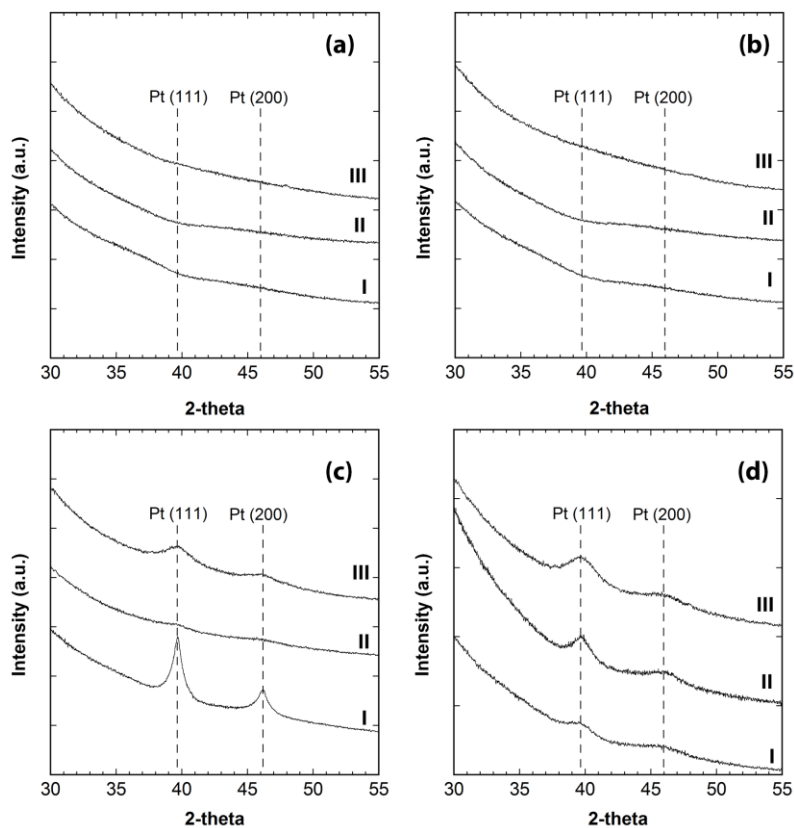 (a)
Pt (111) Pt (200)
III
II
I
Intensity (a.u.)
30 35 40 45 50 55
2-theta
(b)
Pt (111) Pt (200)
III
II
I
Intensity (a.u.)
30 35 40 45 50 55
2-theta
(c)
Pt (111) Pt (200)
III
II
I
Intensity (a.u.)
30 35 40 45 50 55
2-theta
(d)
Pt (111) Pt (200)
III
II
I
Intensity (a.u.)
30 35 40 45 50 55
2-theta